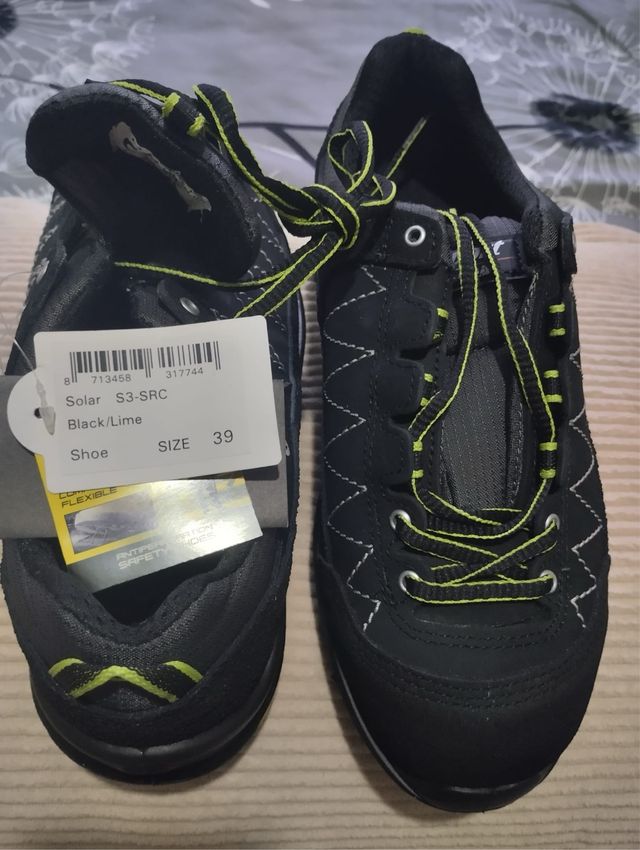 8 713458 317744
Solar S3-SRC
Black/Lime
Shoe SIZE 39
FLEXIBLE